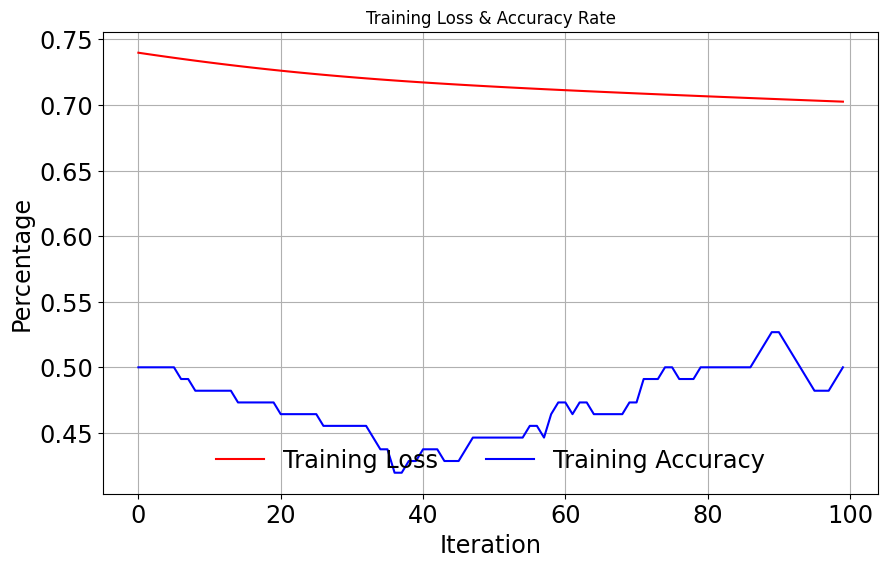 Training Loss & Accuracy Rate
0.75
0.70
0.65
0.60
0.55
0.50
0.45
Percentage
Training Loss
Training Accuracy
0 20 40 60 80 100
Iteration